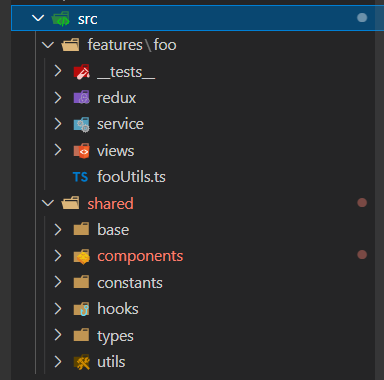 src
features\foo
__tests__
redux
service
views
TS fooUtils.ts
shared
base
components
constants
hooks
types
utils